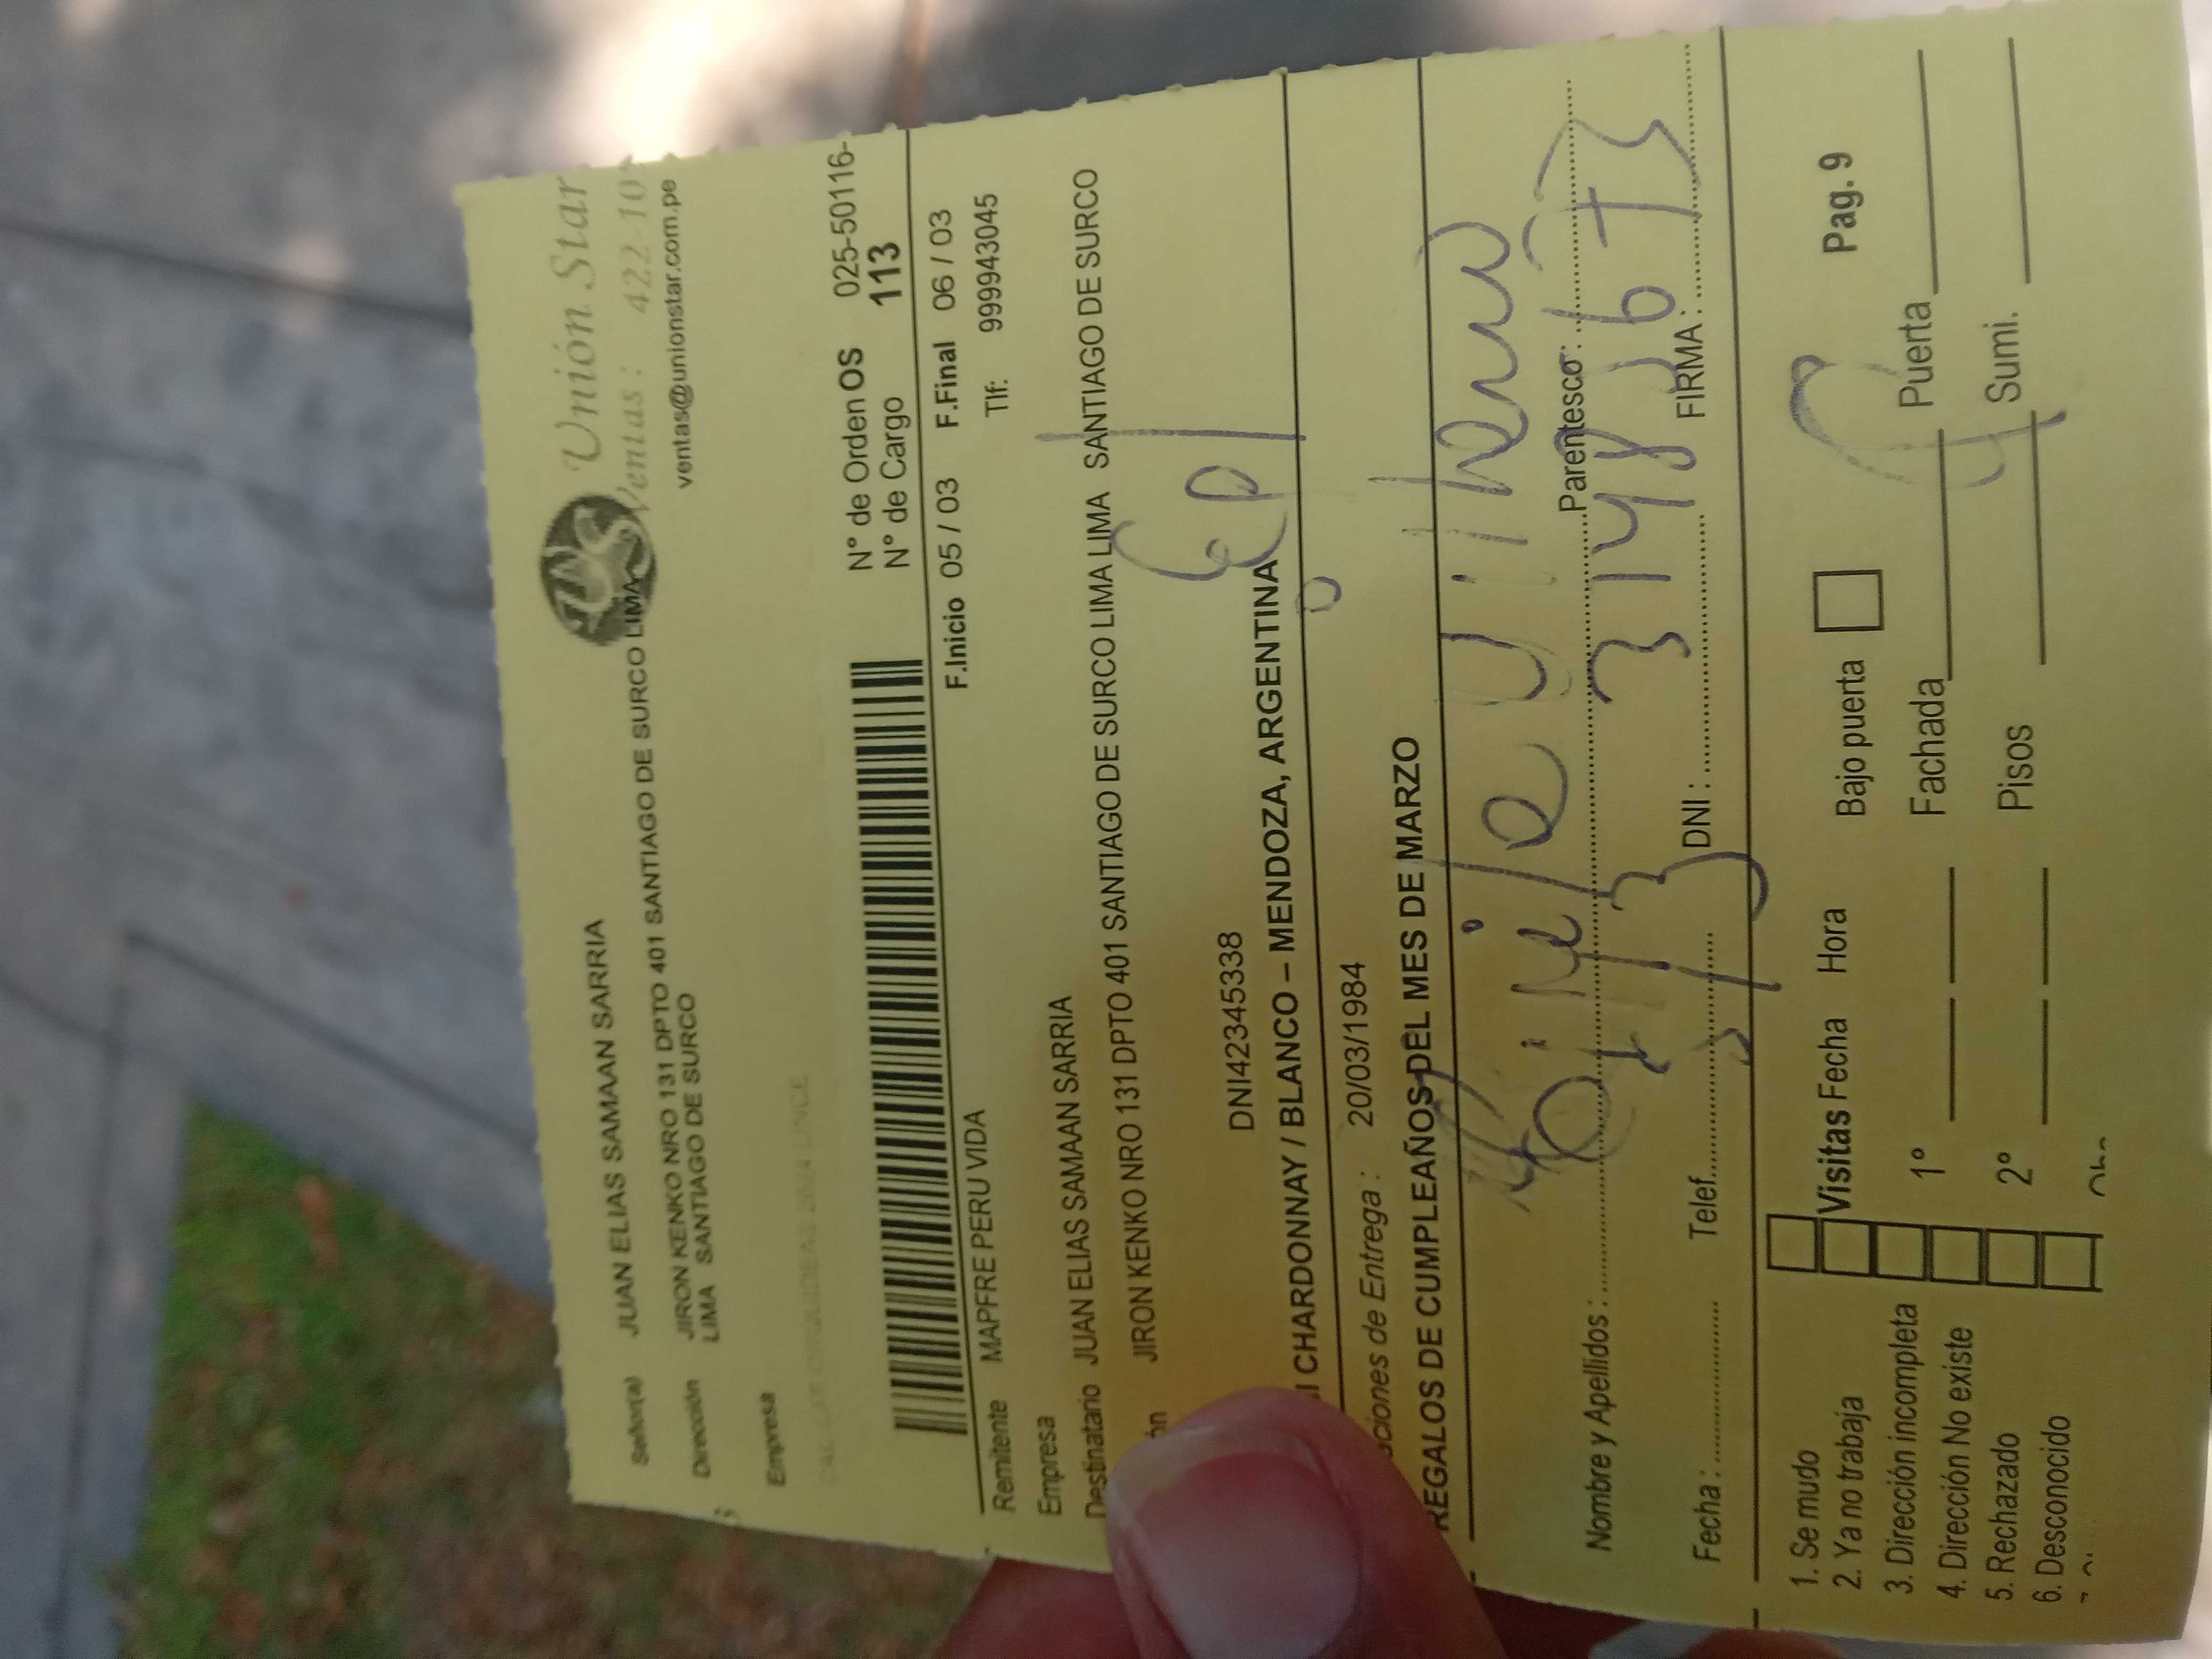 Unión Star
Ventas: 422-10
ventas@unionstar.com.pe
Señor(a) JUAN ELIAS SAMAAN SARRIA
Dirección JIRON KENKO NRO 131 DPTO 401 SANTIAGO DE SURCO LIMA
LIMA SANTIAGO DE SURCO
Empresa
N° de Orden OS 025-50116-
N° de Cargo 113
F.Inicio 05 / 03 F.Final 06 / 03
Remitente MAPFRE PERU VIDA Tlf: 999943045
Empresa
Destinatario JUAN ELIAS SAMAAN SARRIA
JIRON KENKO NRO 131 DPTO 401 SANTIAGO DE SURCO LIMA LIMA SANTIAGO DE SURCO
DNI42345338
CHARDONNAY / BLANCO – MENDOZA, ARGENTINA
ciones de Entrega : 20/03/1984
REGALOS DE CUMPLEAÑOS DEL MES DE MARZO
Nombre y Apellidos : Parentesco:
Fecha : Telef. DNI : FIRMA :
1. Se mudo
2. Ya no trabaja
3. Dirección incompleta
4. Dirección No existe
5. Rechazado
6. Desconocido
Visitas Fecha Hora Bajo puerta Pag. 9
1° Fachada Puerta
2° Pisos Sumi.